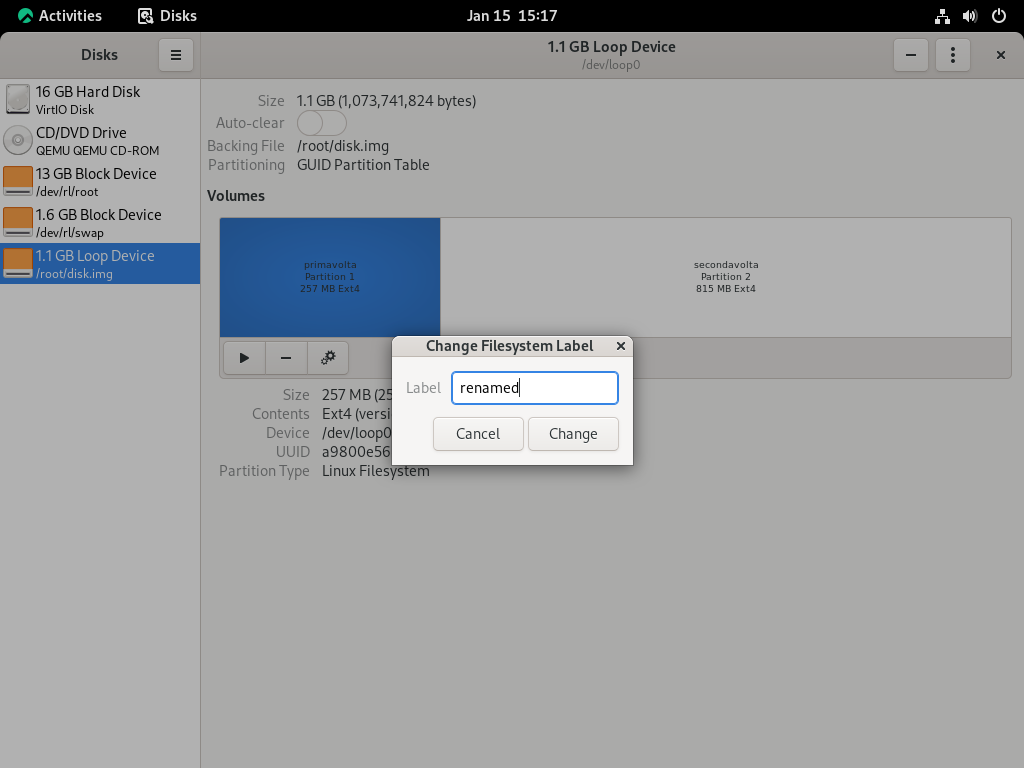 Activities
Disks
Jan 15 15:17
Disks
1.1 GB Loop Device
/dev/loop0
16 GB Hard Disk
VirtIO Disk
CD/DVD Drive
QEMU QEMU CD-ROM
13 GB Block Device
/dev/rl/root
1.6 GB Block Device
/dev/rl/swap
1.1 GB Loop Device
/root/disk.img
Size 1.1 GB (1,073,741,824 bytes)
Auto-clear
Backing File /root/disk.img
Partitioning GUID Partition Table
Volumes
primavolta
Partition 1
257 MB Ext4
secondavolta
Partition 2
815 MB Ext4
Change Filesystem Label
Label renamed
Cancel Change
Size 257 MB (25
Contents Ext4 (versi
Device /dev/loop0
UUID a9800e56
Partition Type Linux Filesystem